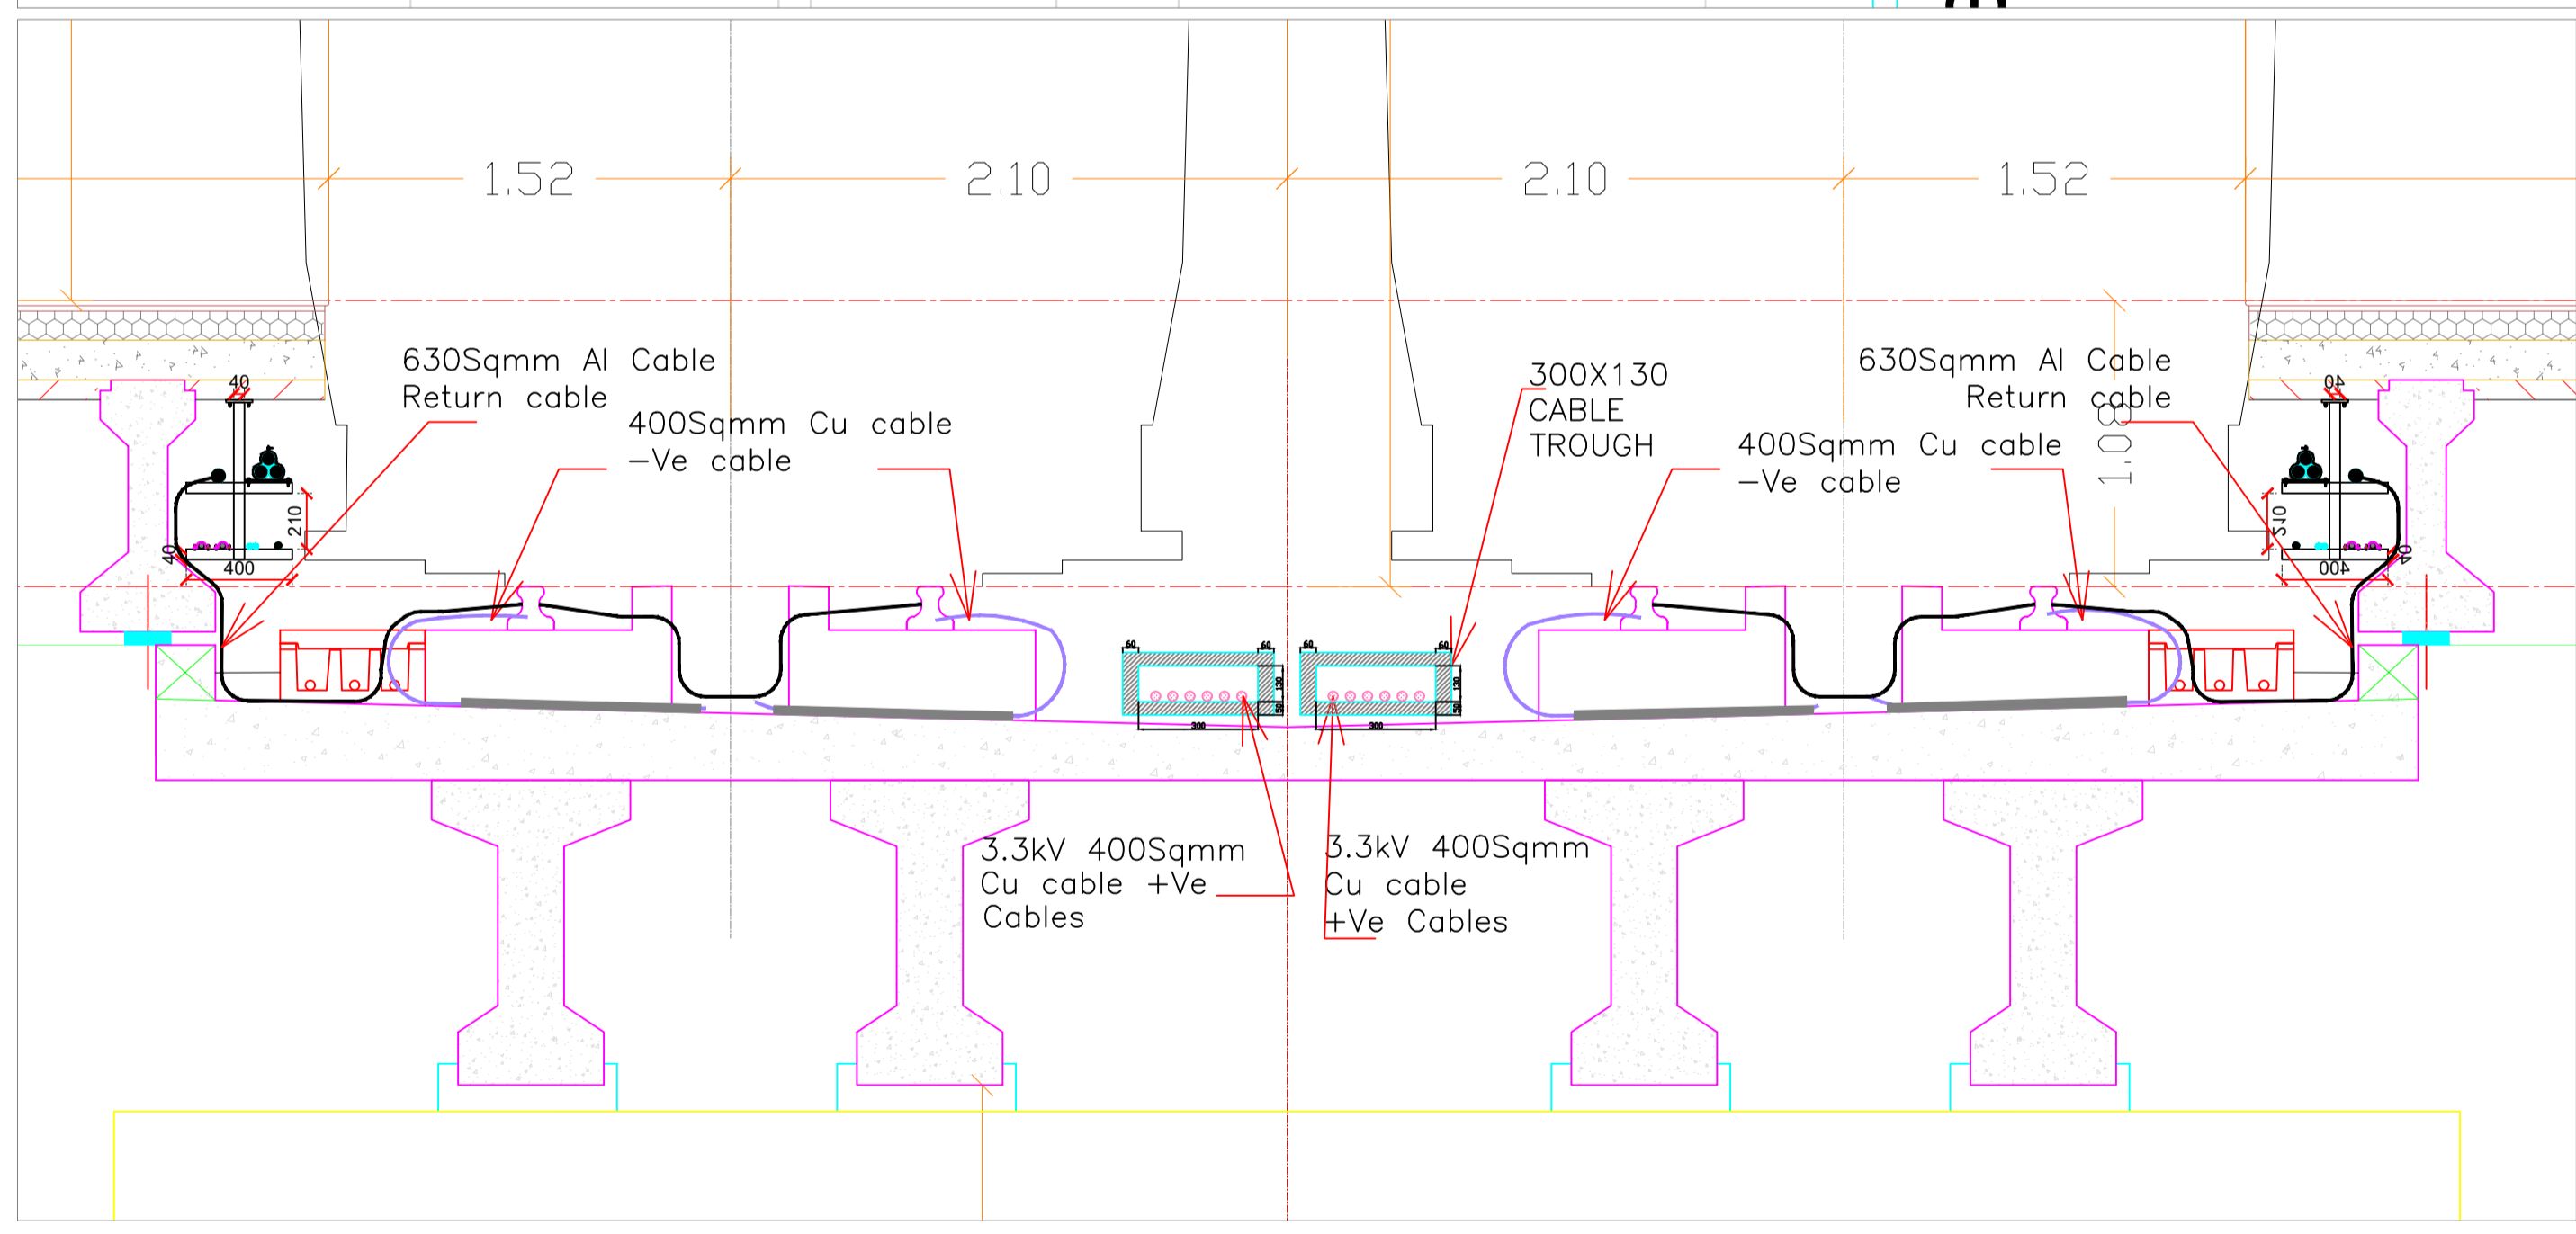 1.52
2.10
2.10
1.52
630Sqmm Al Cable
Return cable
400Sqmm Cu cable
-Ve cable
300X130
CABLE
TROUGH
630Sqmm Al Cable
Return cable
400Sqmm Cu cable
-Ve cable
1.08
40
210
40
400
40
210
40
400
60
60
130
50
300
60
60
130
50
300
3.3kV 400Sqmm
Cu cable +Ve
Cables
3.3kV 400Sqmm
Cu cable
+Ve Cables